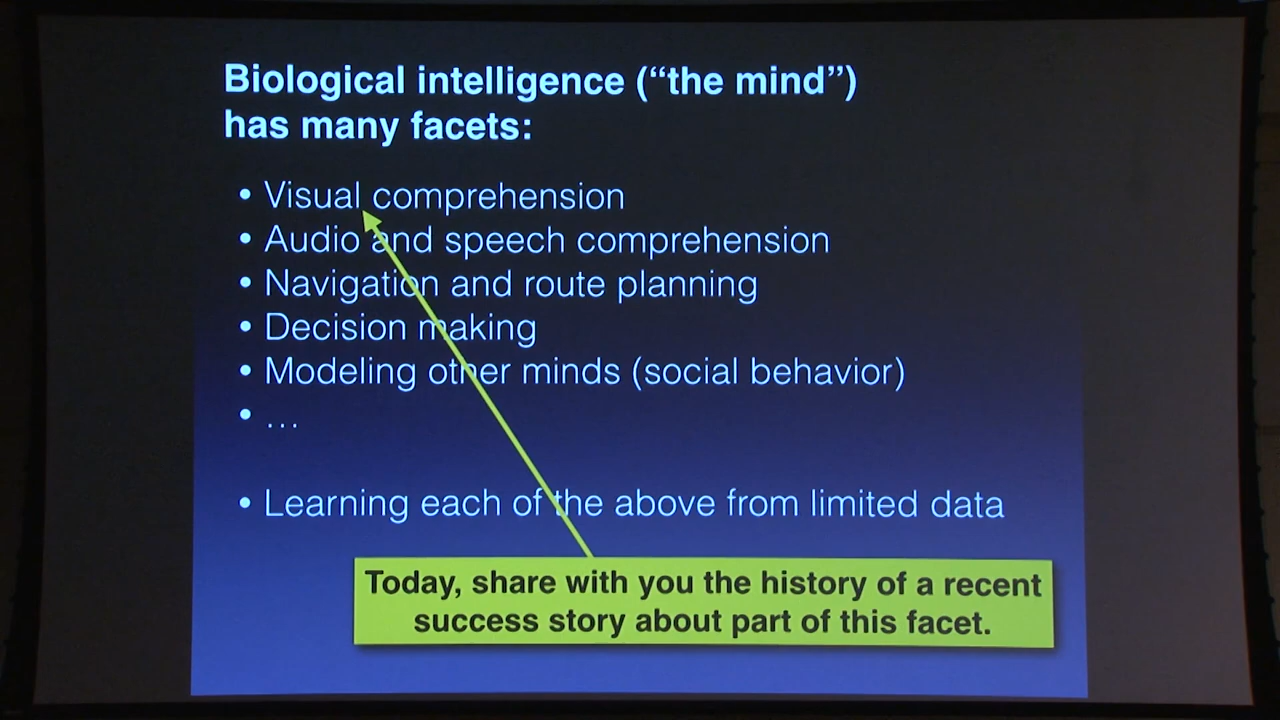 Biological intelligence (“the mind”)
has many facets:
• Visual comprehension
• Audio and speech comprehension
• Navigation and route planning
• Decision making
• Modeling other minds (social behavior)
• …
• Learning each of the above from limited data
Today, share with you the history of a recent
success story about part of this facet.